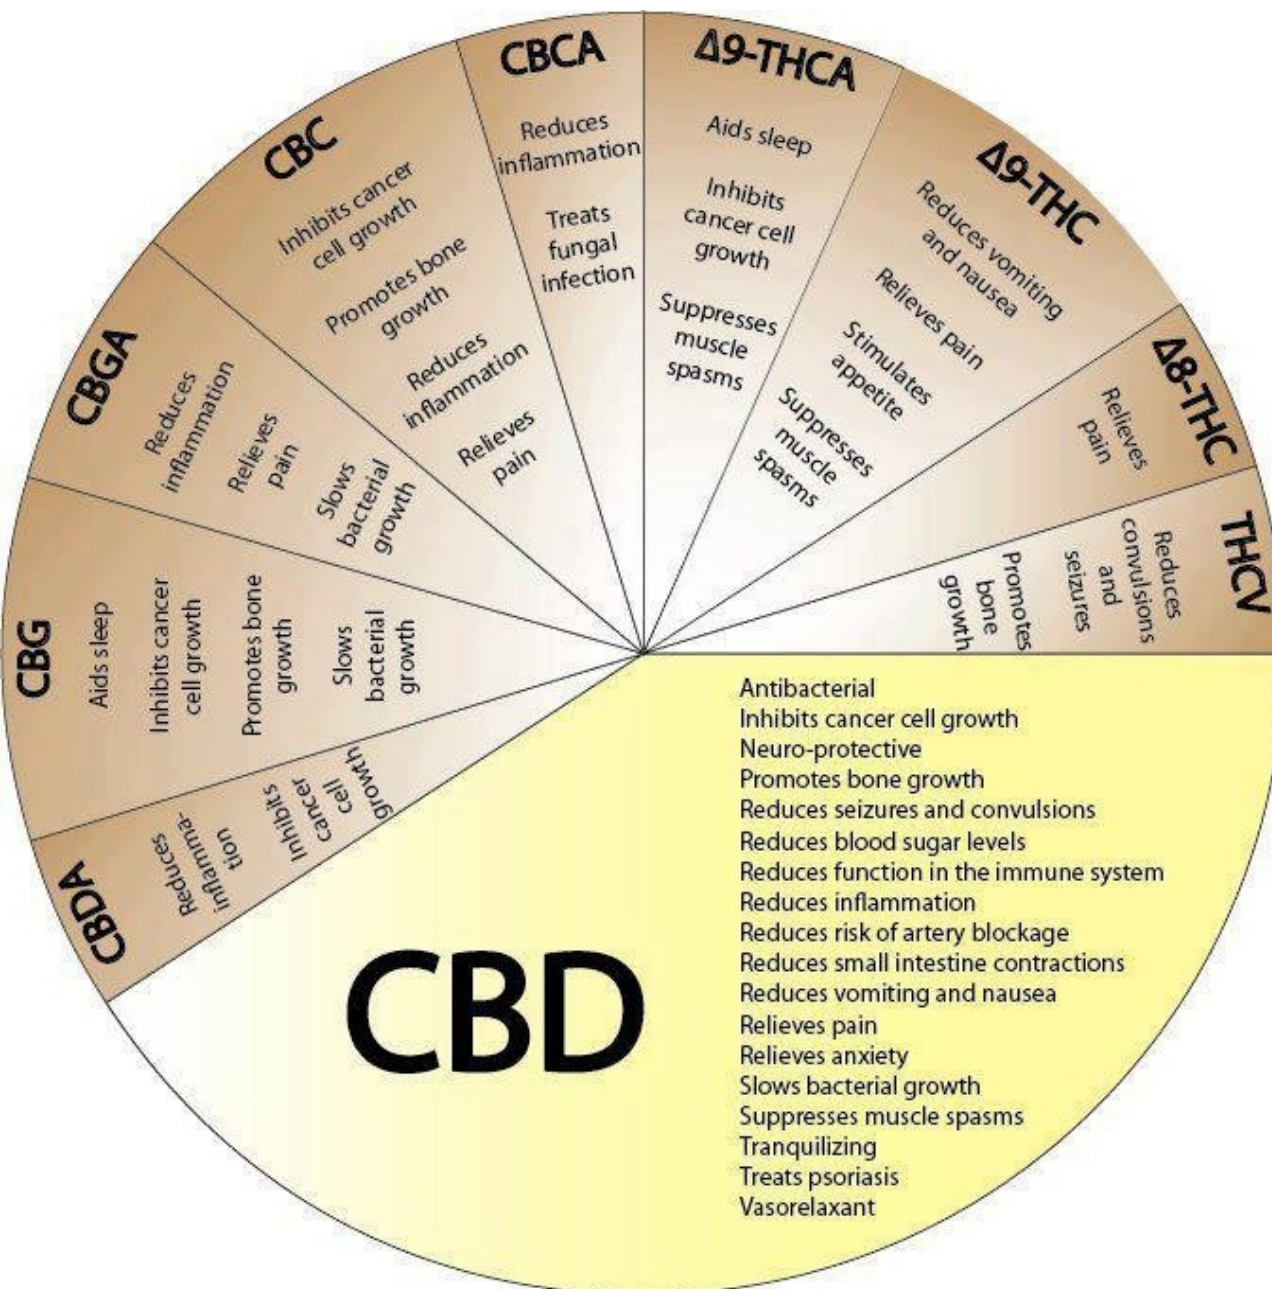 CBCA
Reduces
inflammation
Treats
fungal
infection
Δ9-THCA
Aids sleep
Inhibits
cancer cell
growth
Suppresses
muscle
spasms
Δ9-THC
Reduces vomiting
and nausea
Relieves pain
Stimulates
appetite
Suppresses
muscle
spasms
Δ8-THC
Relieves
pain
THCV
Reduces
convulsions
and
seizures
Promotes
bone
growth
CBD
Antibacterial
Inhibits cancer cell growth
Neuro-protective
Promotes bone growth
Reduces seizures and convulsions
Reduces blood sugar levels
Reduces function in the immune system
Reduces inflammation
Reduces risk of artery blockage
Reduces small intestine contractions
Reduces vomiting and nausea
Relieves pain
Relieves anxiety
Slows bacterial growth
Suppresses muscle spasms
Tranquilizing
Treats psoriasis
Vasorelaxant
CBDA
Reduces
inflamma-
tion
Inhibits
cancer
cell
growth
CBG
Aids sleep
Inhibits cancer
cell growth
Promotes bone
growth
Slows
bacterial
growth
CBGA
Reduces
inflammation
Relieves
pain
Slows
bacterial
growth
CBC
Inhibits cancer
cell growth
Promotes bone
growth
Reduces
inflammation
Relieves
pain